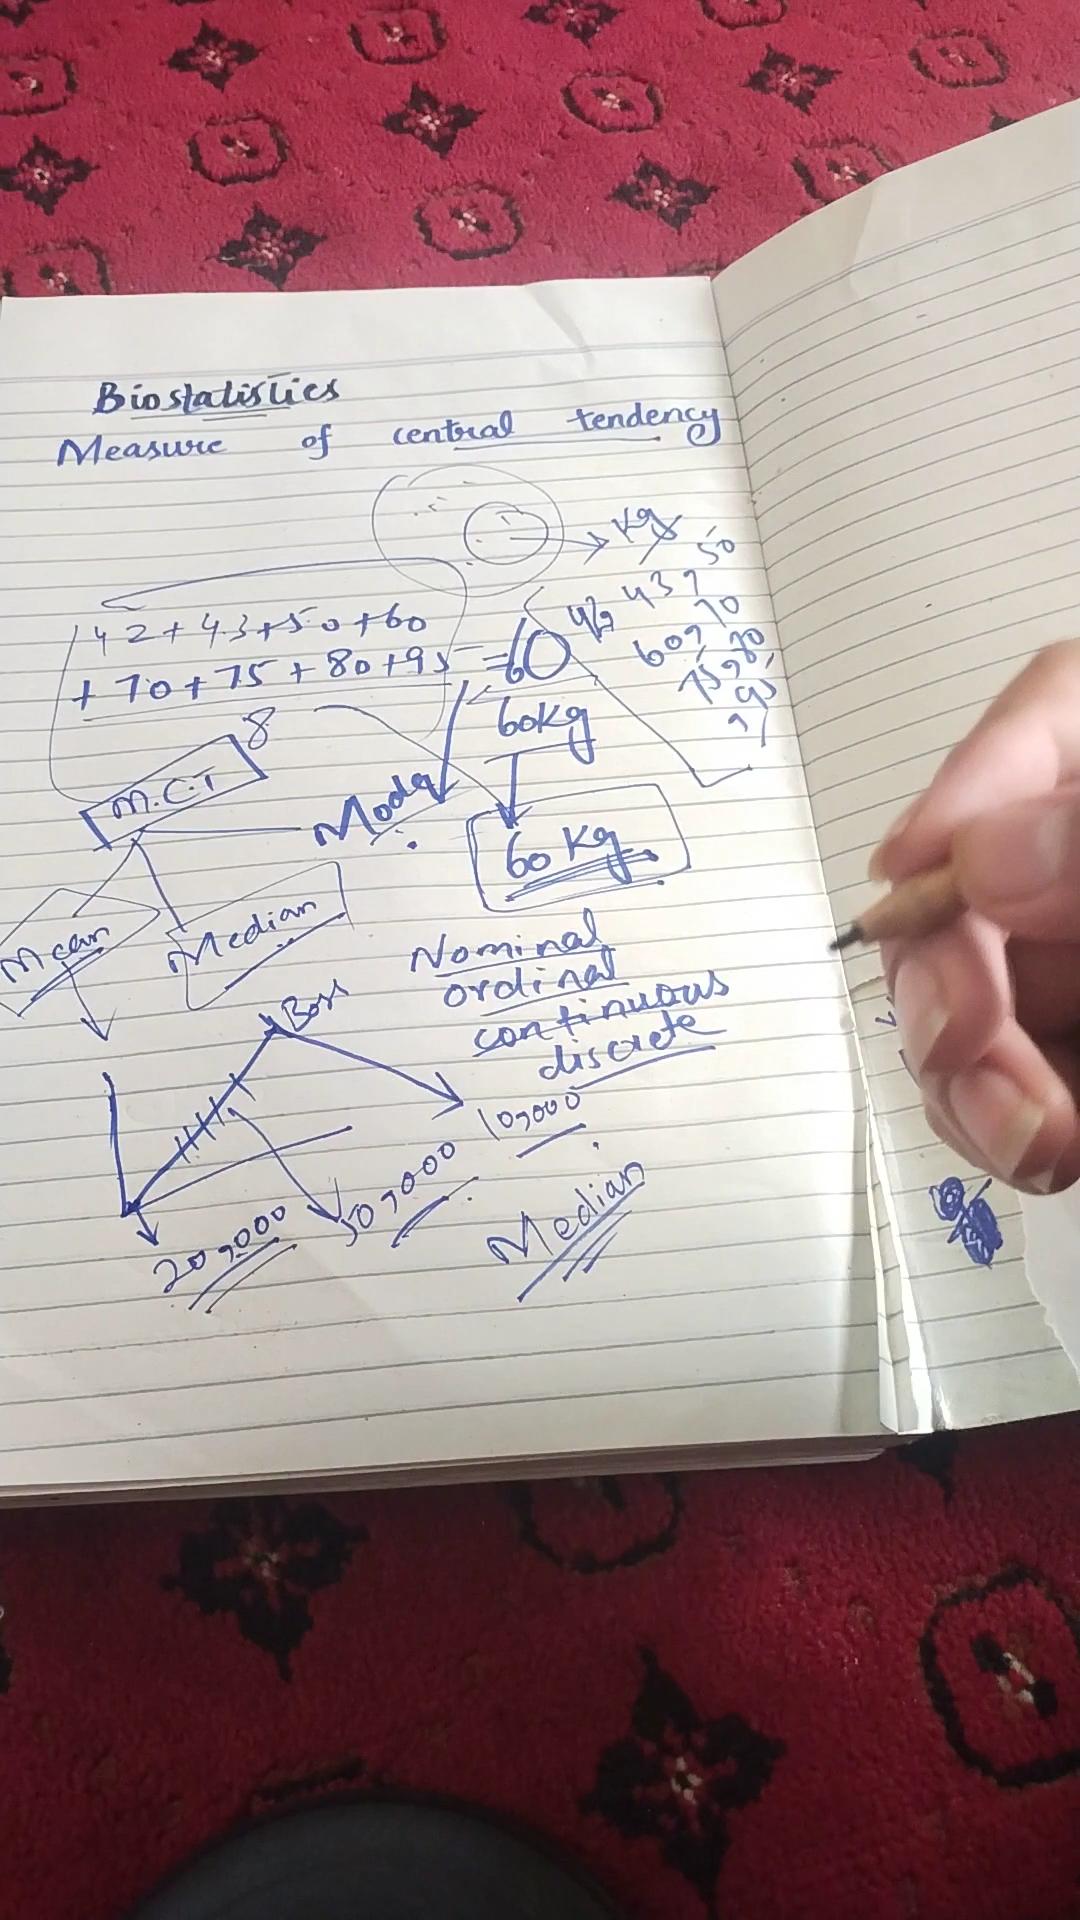 Biostatistics
Measure of central tendency
Kg
50
42 + 43 + 50 + 60
+ 70 + 75 + 80 + 95 = 60
8
42, 43, 50
60, 70
75, 80
95
60kg
M.C.T
Mode
60 Kg
Mean
Median
Nominal
ordinal
continuous
discrete
Boss
10,000
50,000
20,000
Median